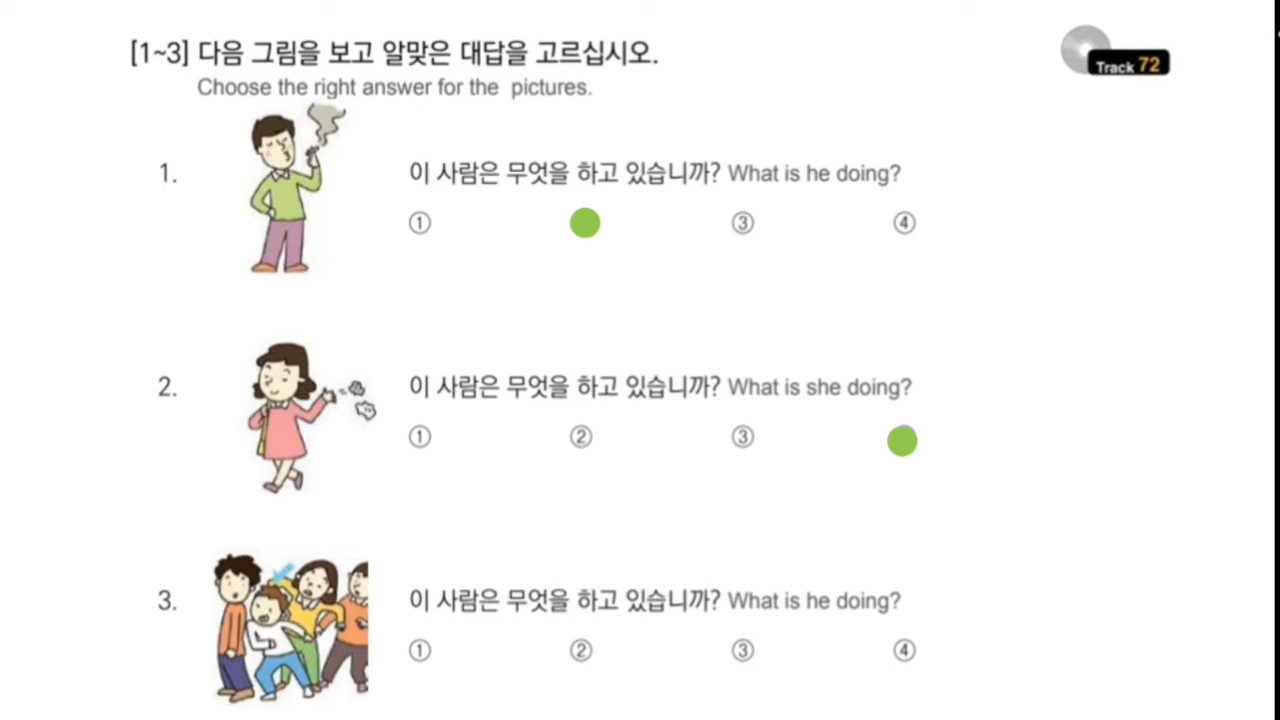 [1~3] 다음 그림을 보고 알맞은 대답을 고르십시오.
Track 72
Choose the right answer for the pictures.
1. 이 사람은 무엇을 하고 있습니까? What is he doing?
① ③ ④
2. 이 사람은 무엇을 하고 있습니까? What is she doing?
① ② ③
3. 이 사람은 무엇을 하고 있습니까? What is he doing?
① ② ③ ④